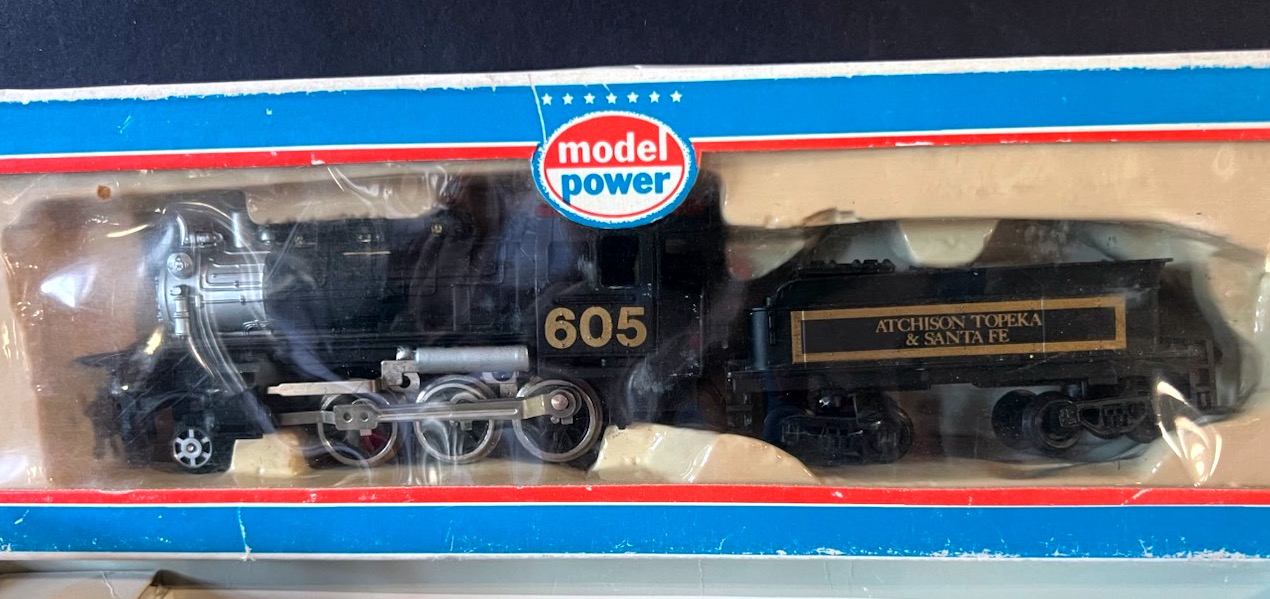 model
power
605
ATCHISON TOPEKA
& SANTA FE